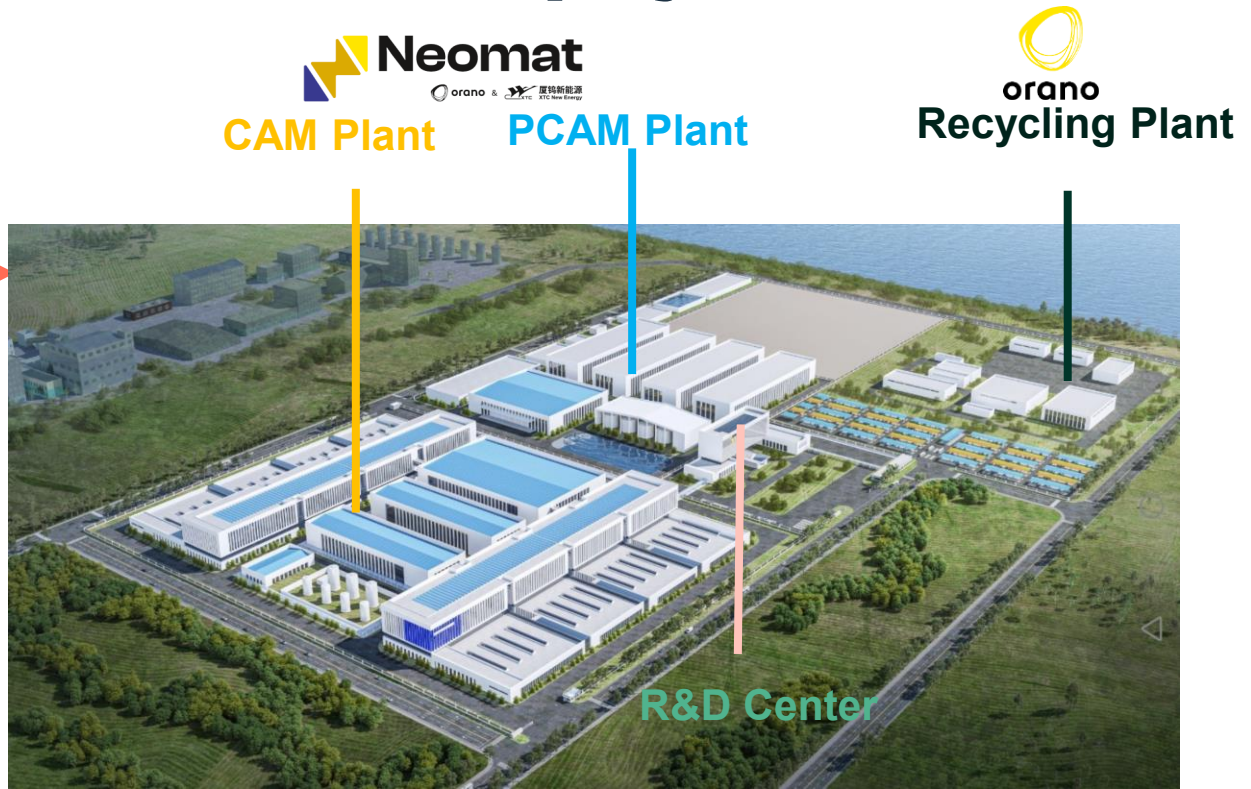 Neomat
orano & XTC 厦钨新能源
XTC New Energy
orano
CAM Plant
PCAM Plant
Recycling Plant
R&D Center